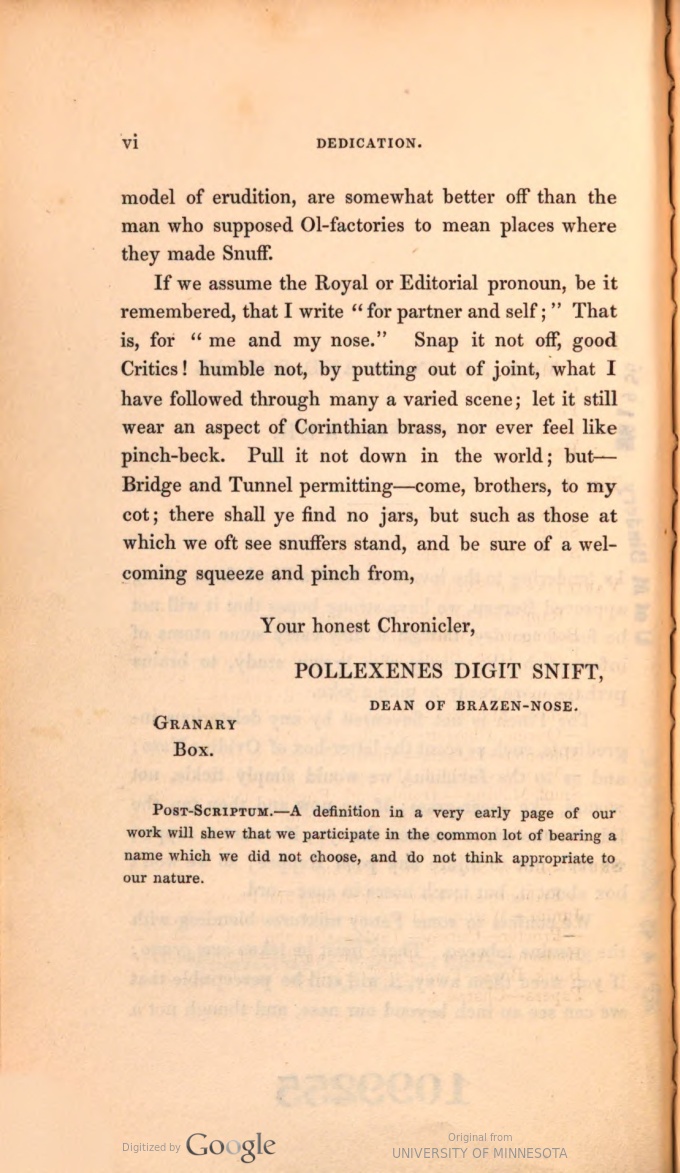 vi DEDICATION.
model of erudition, are somewhat better off than the
man who supposed Ol-factories to mean places where
they made Snuff.
If we assume the Royal or Editorial pronoun, be it
remembered, that I write “for partner and self;” That
is, for “me and my nose.” Snap it not off, good
Critics! humble not, by putting out of joint, what I
have followed through many a varied scene; let it still
wear an aspect of Corinthian brass, nor ever feel like
pinch-beck. Pull it not down in the world; but—
Bridge and Tunnel permitting—come, brothers, to my
cot; there shall ye find no jars, but such as those at
which we oft see snuffers stand, and be sure of a wel-
coming squeeze and pinch from,
Your honest Chronicler,
POLLEXENES DIGIT SNIFT,
DEAN OF BRAZEN-NOSE.
GRANARY
BOX.
POST-SCRIPTUM.—A definition in a very early page of our
work will shew that we participate in the common lot of bearing a
name which we did not choose, and do not think appropriate to
our nature.
Digitized by Google
Original from
UNIVERSITY OF MINNESOTA